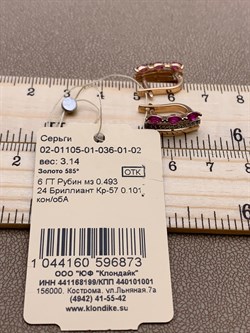 Серьги
02-01105-01-036-01-02
вес: 3.14
Золото 585°
ОТК
6 ГТ Рубин мз 0.493
24 Бриллиант Кр-57 0.101
кон/обА
1 044160 596873
ООО "ЮФ "Клондайк"
ИНН 441168199/КПП 440101001
156000. Кострома. ул.Льняная.7а
(4942) 41-55-42
www.klondike.su